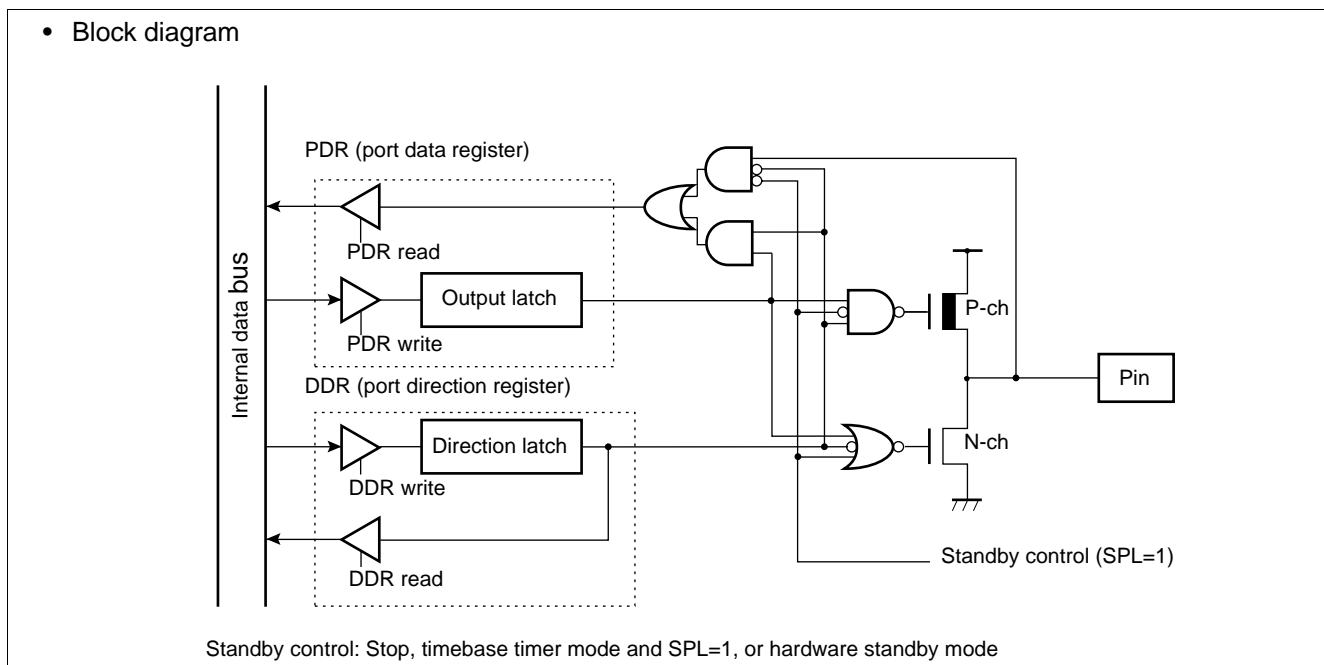 • Block diagram
PDR (port data register)
PDR read
Output latch
PDR write
P-ch
Internal data bus
DDR (port direction register)
Pin
Direction latch
N-ch
DDR write
Standby control (SPL=1)
DDR read
Standby control: Stop, timebase timer mode and SPL=1, or hardware standby mode